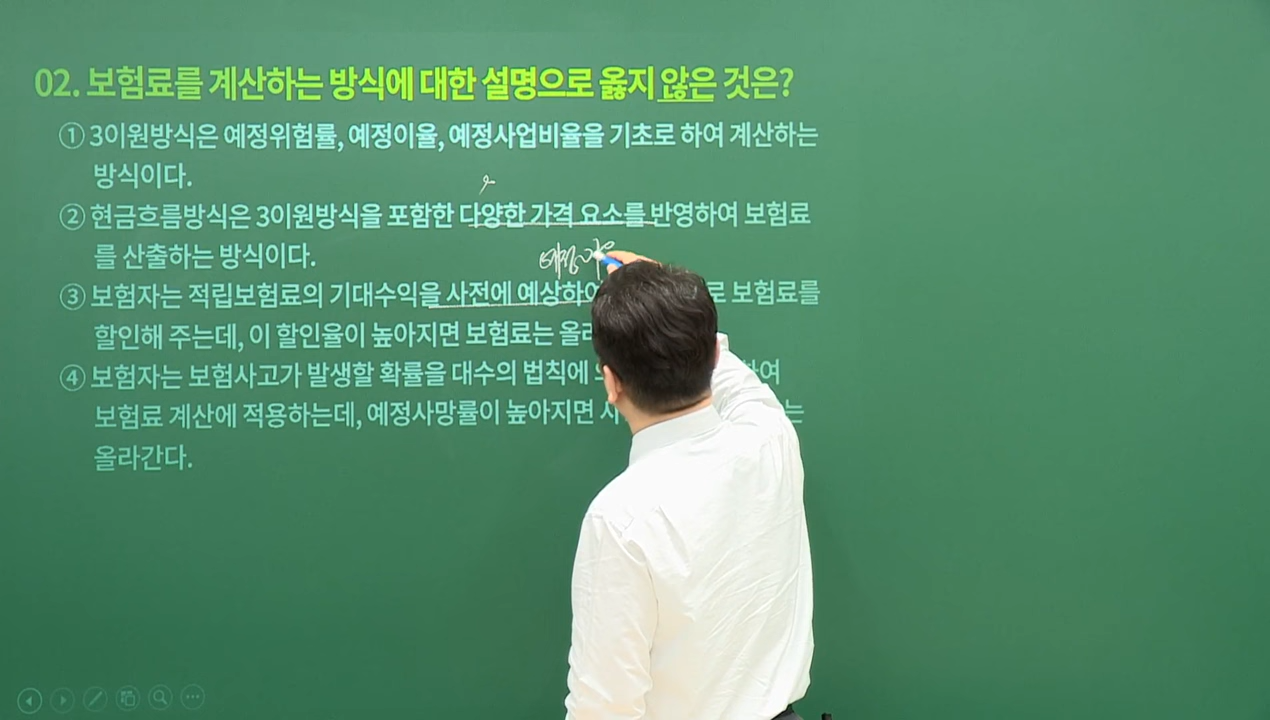 02. 보험료를 계산하는 방식에 대한 설명으로 옳지 않은 것은?
① 3이원방식은 예정위험률, 예정이율, 예정사업비율을 기초로 하여 계산하는
방식이다.
② 현금흐름방식은 3이원방식을 포함한 다양한 가격 요소를 반영하여 보험료
를 산출하는 방식이다.
③ 보험자는 적립보험료의 기대수익을 사전에 예상하여 로 보험료를
할인해 주는데, 이 할인율이 높아지면 보험료는
④ 보험자는 보험사고가 발생할 확률을 대수의 법칙에
보험료 계산에 적용하는데, 예정사망률이 높아지면 는
올라간다.